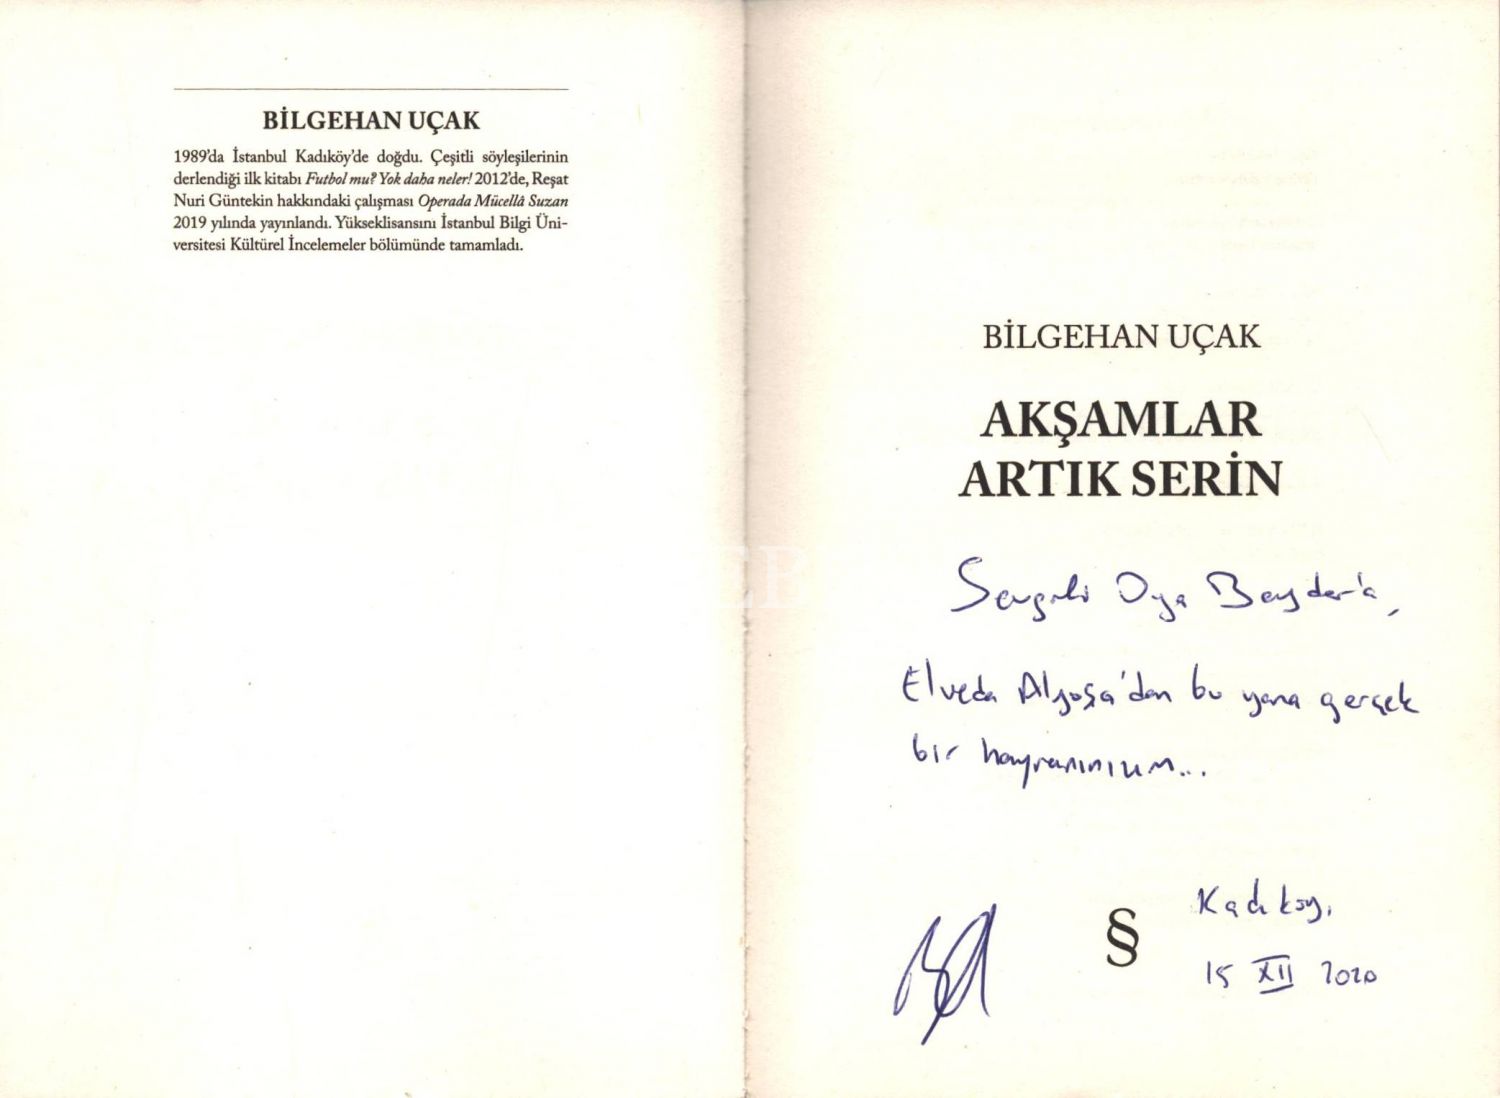 BİLGEHAN UÇAK
1989'da İstanbul Kadıköy'de doğdu. Çeşitli söyleşilerinin
derlendiği ilk kitabı Futbol mu? Yok daha neler! 2012'de, Reşat
Nuri Güntekin hakkındaki çalışması Operada Mücellâ Suzan
2019 yılında yayınlandı. Yükseklisansını İstanbul Bilgi Üni-
versitesi Kültürel İncelemeler bölümünde tamamladı.
BİLGEHAN UÇAK
AKŞAMLAR
ARTIK SERİN
Sevgili Oya Baydar'a,
Elveda Alyoşa'dan bu yana gerçek
bir hayranınızım...
§
Kadıköy,
15 XII 2020